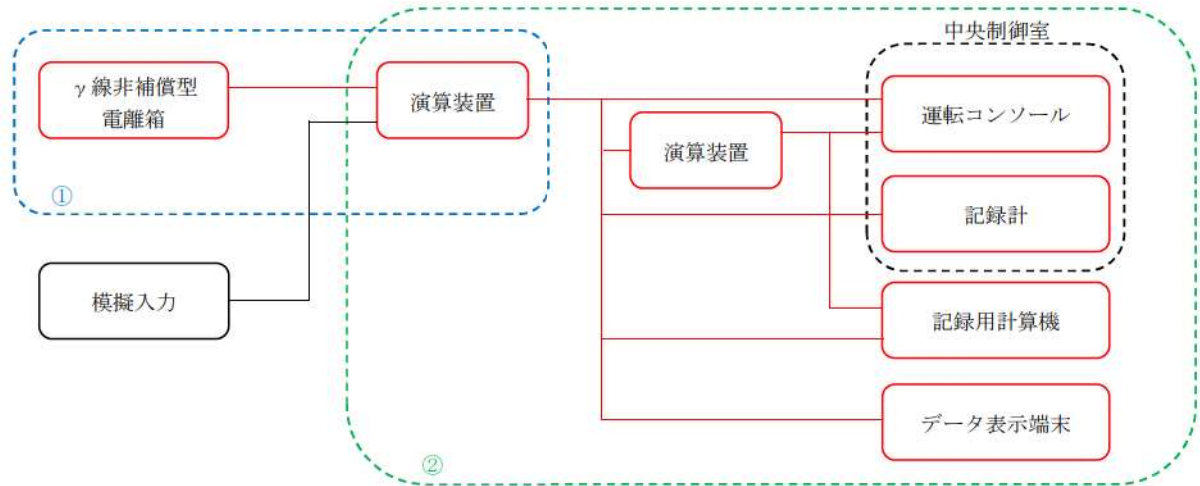 中央制御室
γ線非補償型
電離箱
演算装置
運転コンソール
演算装置
①
記録計
模擬入力
記録用計算機
データ表示端末
②